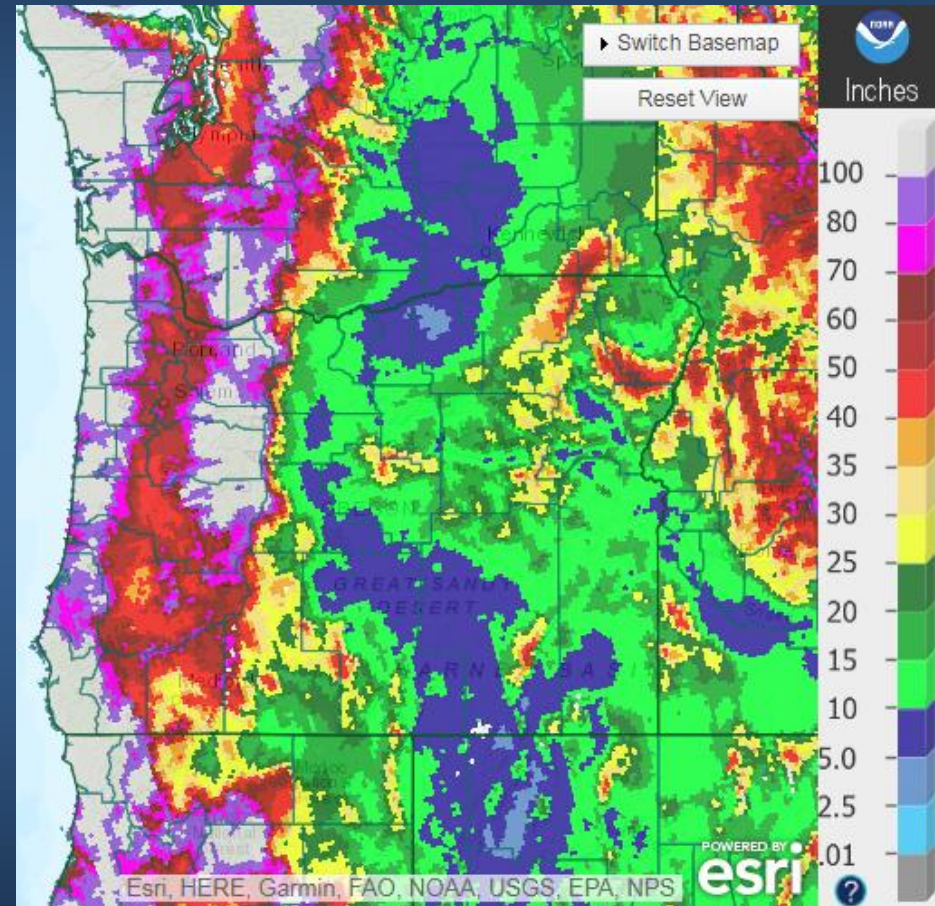 Switch Basemap
Reset View
NOAA
Inches
100
80
70
60
50
40
35
30
25
20
15
10
5.0
2.5
.01
Kennewick
Portland
Salem
GREAT SANDY
DESERT
HARNEY BASIN
Medford
POWERED BY
esri
Esri, HERE, Garmin, FAO, NOAA, USGS, EPA, NPS
?